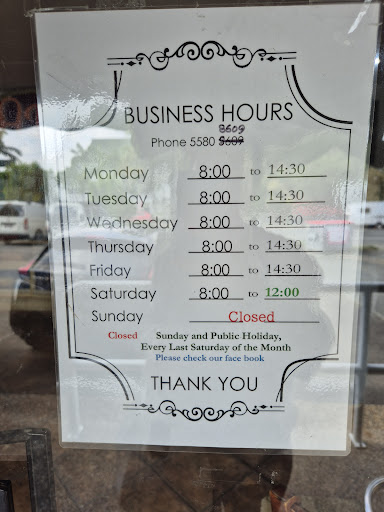 BUSINESS HOURS
8609
Phone 5580 5609
Monday 8:00 to 14:30
Tuesday 8:00 to 14:30
Wednesday 8:00 to 14:30
Thursday 8:00 to 14:30
Friday 8:00 to 14:30
Saturday 8:00 to 12:00
Sunday Closed
Closed Sunday and Public Holiday,
Every Last Saturday of the Month
Please check our face book
THANK YOU